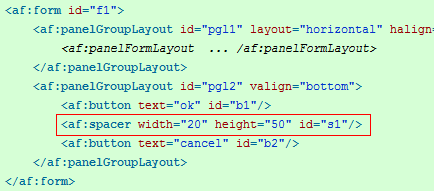 <af:form id="f1">
<af:panelGroupLayout id="pgl1" layout="horizontal" halign=
<af:panelFormLayout ... /af:panelFormLayout>
</af:panelGroupLayout>
<af:panelGroupLayout id="pgl2" valign="bottom">
<af:button text="ok" id="b1"/>
<af:spacer width="20" height="50" id="s1"/>
<af:button text="cancel" id="b2"/>
</af:panelGroupLayout>
</af:form>